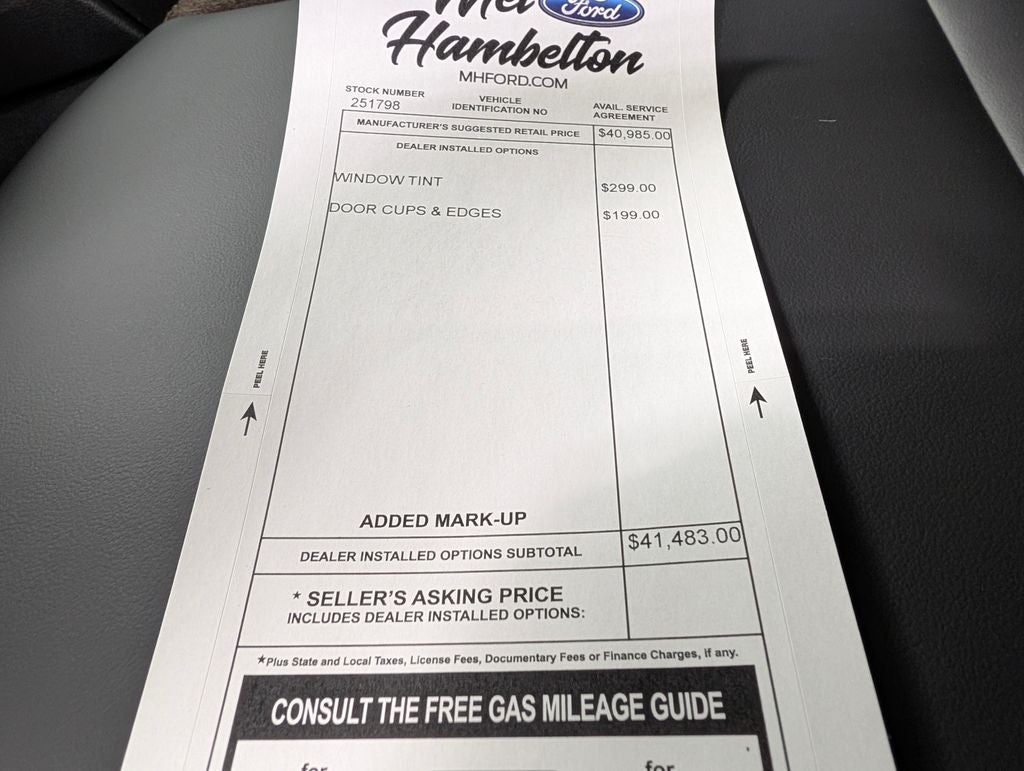 Mel Ford
Hambelton
MHFORD.COM
STOCK NUMBER
251798
VEHICLE
IDENTIFICATION NO
AVAIL. SERVICE
AGREEMENT
MANUFACTURER'S SUGGESTED RETAIL PRICE $40,985.00
DEALER INSTALLED OPTIONS
WINDOW TINT $299.00
DOOR CUPS & EDGES $199.00
PEEL HERE
PEEL HERE
ADDED MARK-UP
DEALER INSTALLED OPTIONS SUBTOTAL $41,483.00
* SELLER'S ASKING PRICE
INCLUDES DEALER INSTALLED OPTIONS:
*Plus State and Local Taxes, License Fees, Documentary Fees or Finance Charges, if any.
CONSULT THE FREE GAS MILEAGE GUIDE
for for